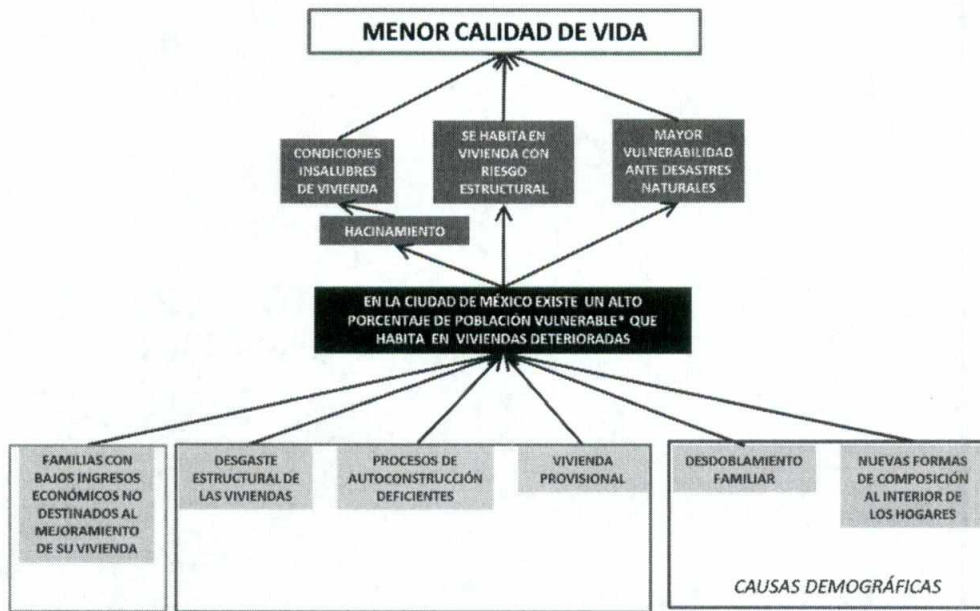 MENOR CALIDAD DE VIDA
CONDICIONES
INSALUBRES
DE VIVIENDA
SE HABITA EN
VIVIENDA CON
RIESGO
ESTRUCTURAL
MAYOR
VULNERABILIDAD
ANTE DESASTRES
NATURALES
HACINAMIENTO
EN LA CIUDAD DE MÉXICO EXISTE UN ALTO
PORCENTAJE DE POBLACIÓN VULNERABLE* QUE
HABITA EN VIVIENDAS DETERIORADAS
FAMILIAS CON
BAJOS INGRESOS
ECONÓMICOS NO
DESTINADOS AL
MEJORAMIENTO
DE SU VIVIENDA
DESGASTE
ESTRUCTURAL DE
LAS VIVIENDAS
PROCESOS DE
AUTOCONSTRUCCIÓN
DEFICIENTES
VIVIENDA
PROVISIONAL
DESDOBLAMIENTO
FAMILIAR
NUEVAS FORMAS
DE COMPOSICIÓN
AL INTERIOR DE
LOS HOGARES
CAUSAS DEMOGRÁFICAS